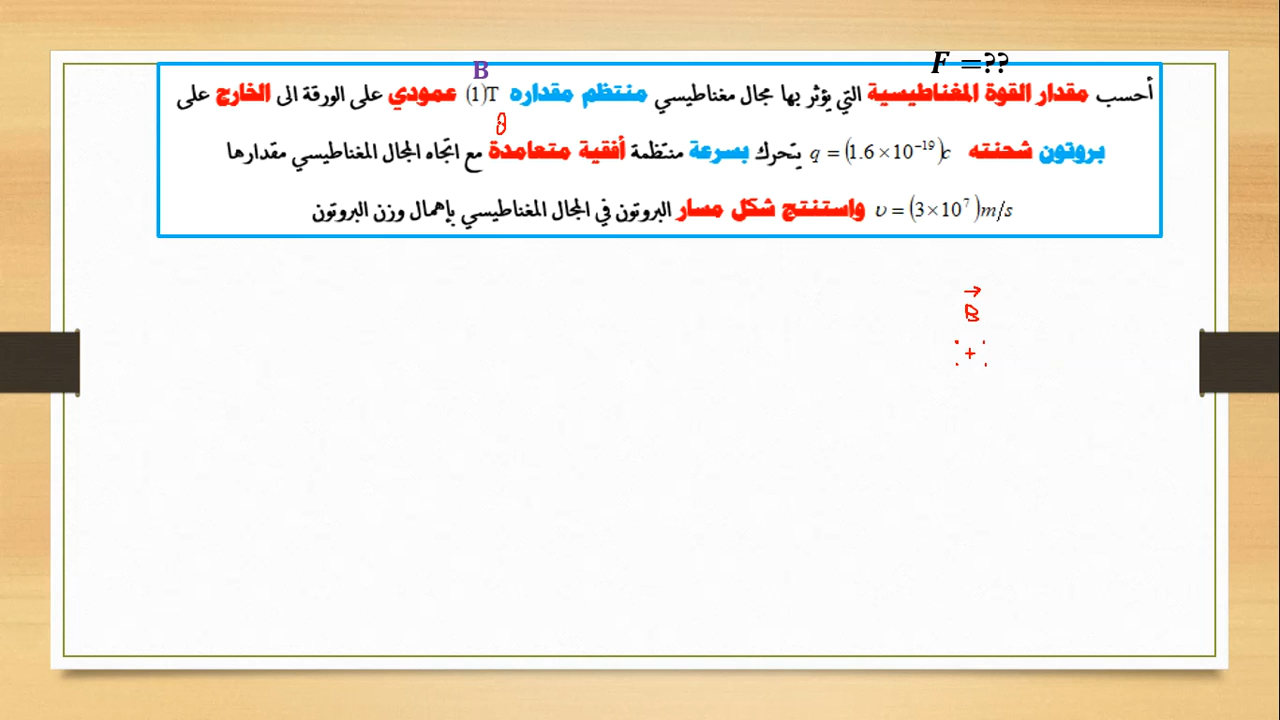 F =??
B
أحسب مقدار القوة المغناطيسية التي يؤثر بها مجال مغناطيسي منتظم مقداره (1)T عمودي على الورقة الى الخارج على
θ
بروتون شحنته q = (1.6×10⁻¹⁹)c يتحرك بسرعة منتظمة أفقية متعامدة مع اتجاه المجال المغناطيسي مقدارها
υ = (3×10⁷)m/s واستنتج شكل مسار البروتون في المجال المغناطيسي بإهمال وزن البروتون
→
B
+